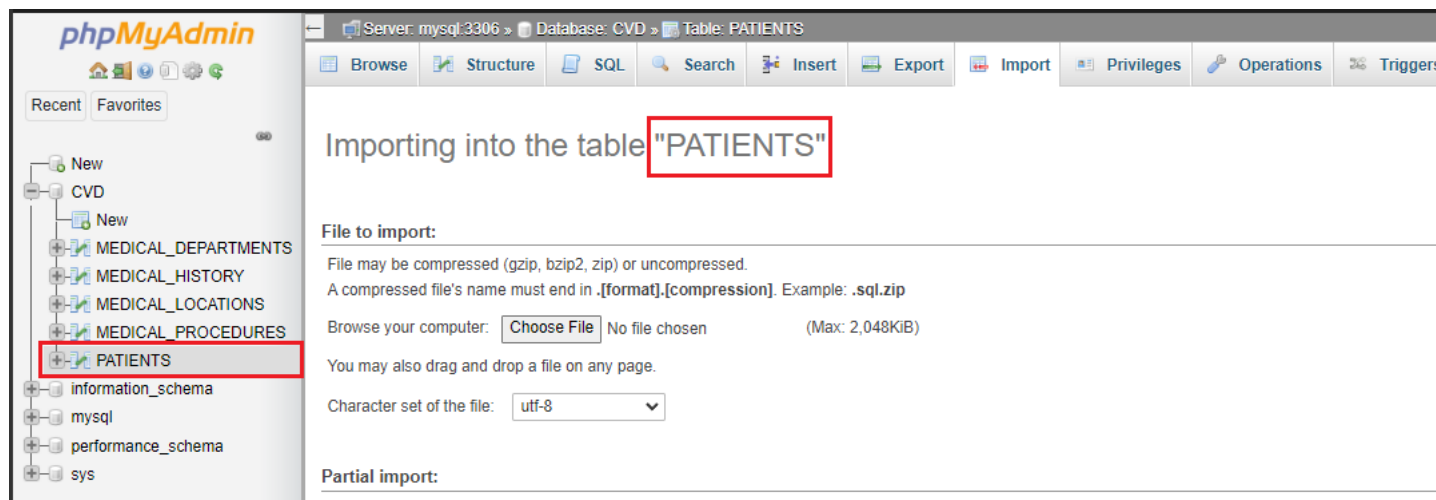 phpMyAdmin
Recent Favorites
New
CVD
New
MEDICAL_DEPARTMENTS
MEDICAL_HISTORY
MEDICAL_LOCATIONS
MEDICAL_PROCEDURES
PATIENTS
information_schema
mysql
performance_schema
sys
Server: mysql:3306 » Database: CVD » Table: PATIENTS
Browse Structure SQL Search Insert Export Import Privileges Operations Triggers
Importing into the table "PATIENTS"
File to import:
File may be compressed (gzip, bzip2, zip) or uncompressed.
A compressed file's name must end in .[format].[compression]. Example: .sql.zip
Browse your computer: Choose File No file chosen (Max: 2,048KiB)
You may also drag and drop a file on any page.
Character set of the file: utf-8
Partial import: